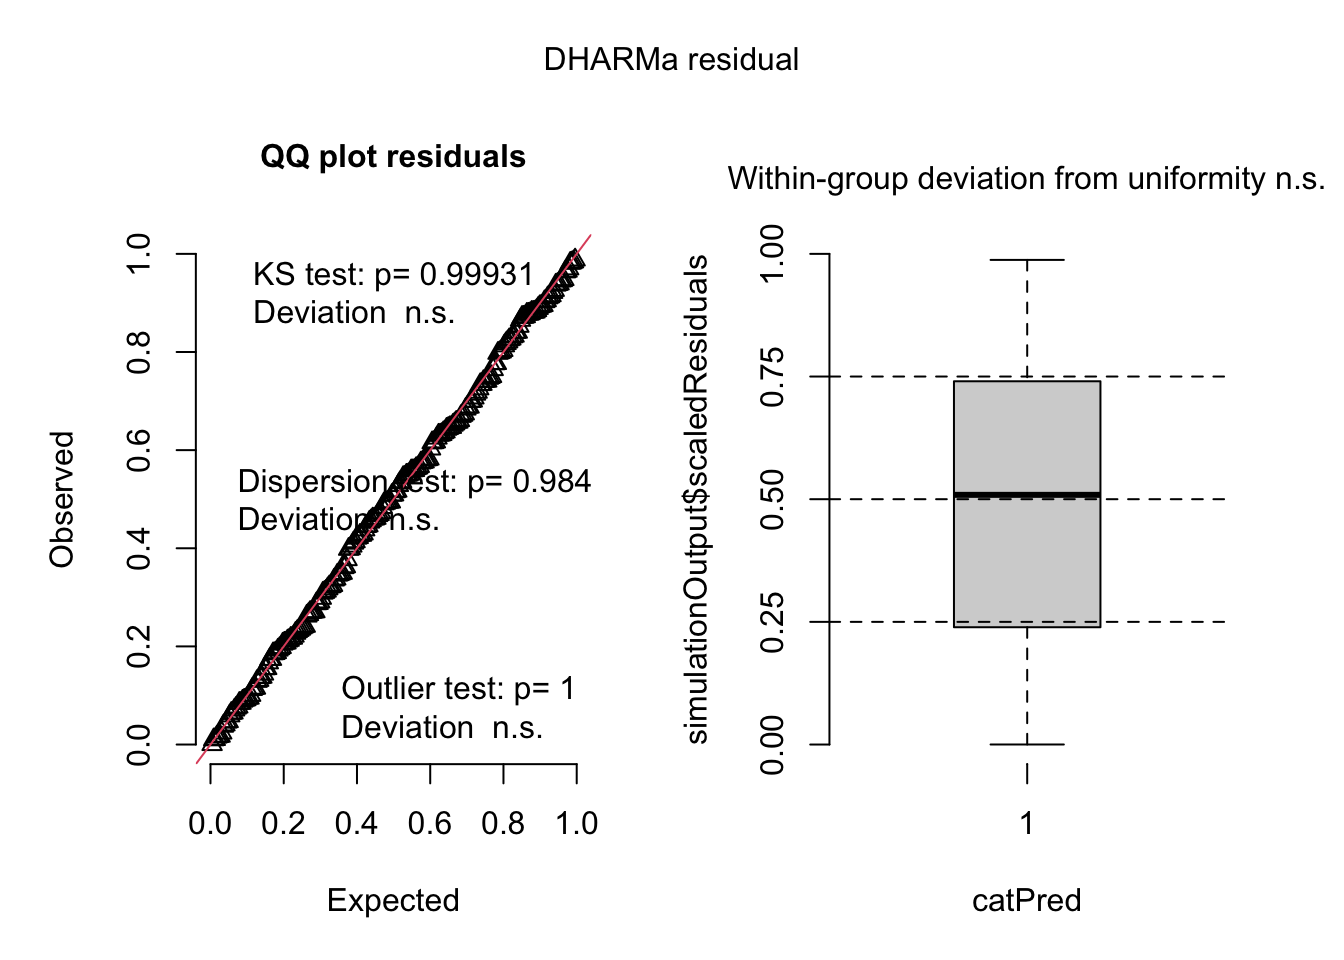 DHARMa residual
QQ plot residuals
KS test: p= 0.99931
Deviation  n.s.
Dispersion test: p= 0.984
Deviation  n.s.
Outlier test: p= 1
Deviation  n.s.
Observed
1.0
0.8
0.6
0.4
0.2
0.0
0.0 0.2 0.4 0.6 0.8 1.0
Expected
Within-group deviation from uniformity n.s.
simulationOutput$scaledResiduals
1.00
0.75
0.50
0.25
0.00
1
catPred